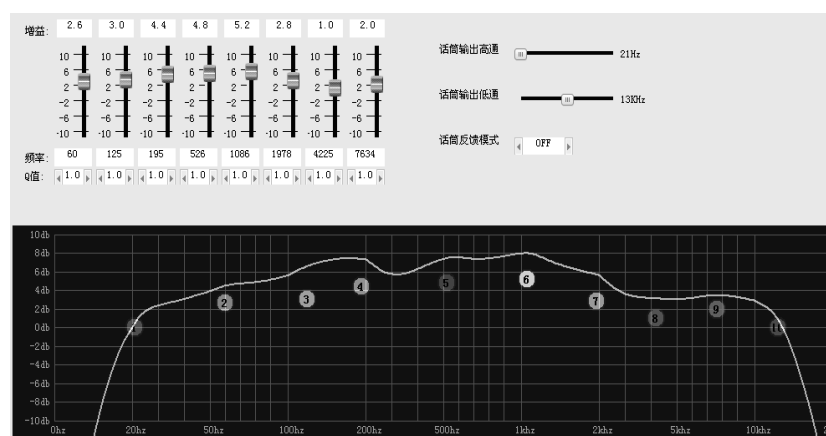 增益: 2.6 3.0 4.4 4.8 5.2 2.8 1.0 2.0
10 10 10 10 10 10 10 10
6 6 6 6 6 6 6 6
2 2 2 2 2 2 2 2
-2 -2 -2 -2 -2 -2 -2 -2
-6 -6 -6 -6 -6 -6 -6 -6
-10 -10 -10 -10 -10 -10 -10 -10
频率: 60 125 195 526 1086 1978 4225 7634
Q值: 1.0 1.0 1.0 1.0 1.0 1.0 1.0 1.0
话筒输出高通 21Hz
话筒输出低通 13KHz
话筒反馈模式 OFF
10db
8db
6db
4db
2db
0db
-2db
-4db
-6db
-8db
-10db
2 3 4 5 6 7 8 9
0hz 20hz 50hz 100hz 200hz 500hz 1khz 2khz 5khz 10khz